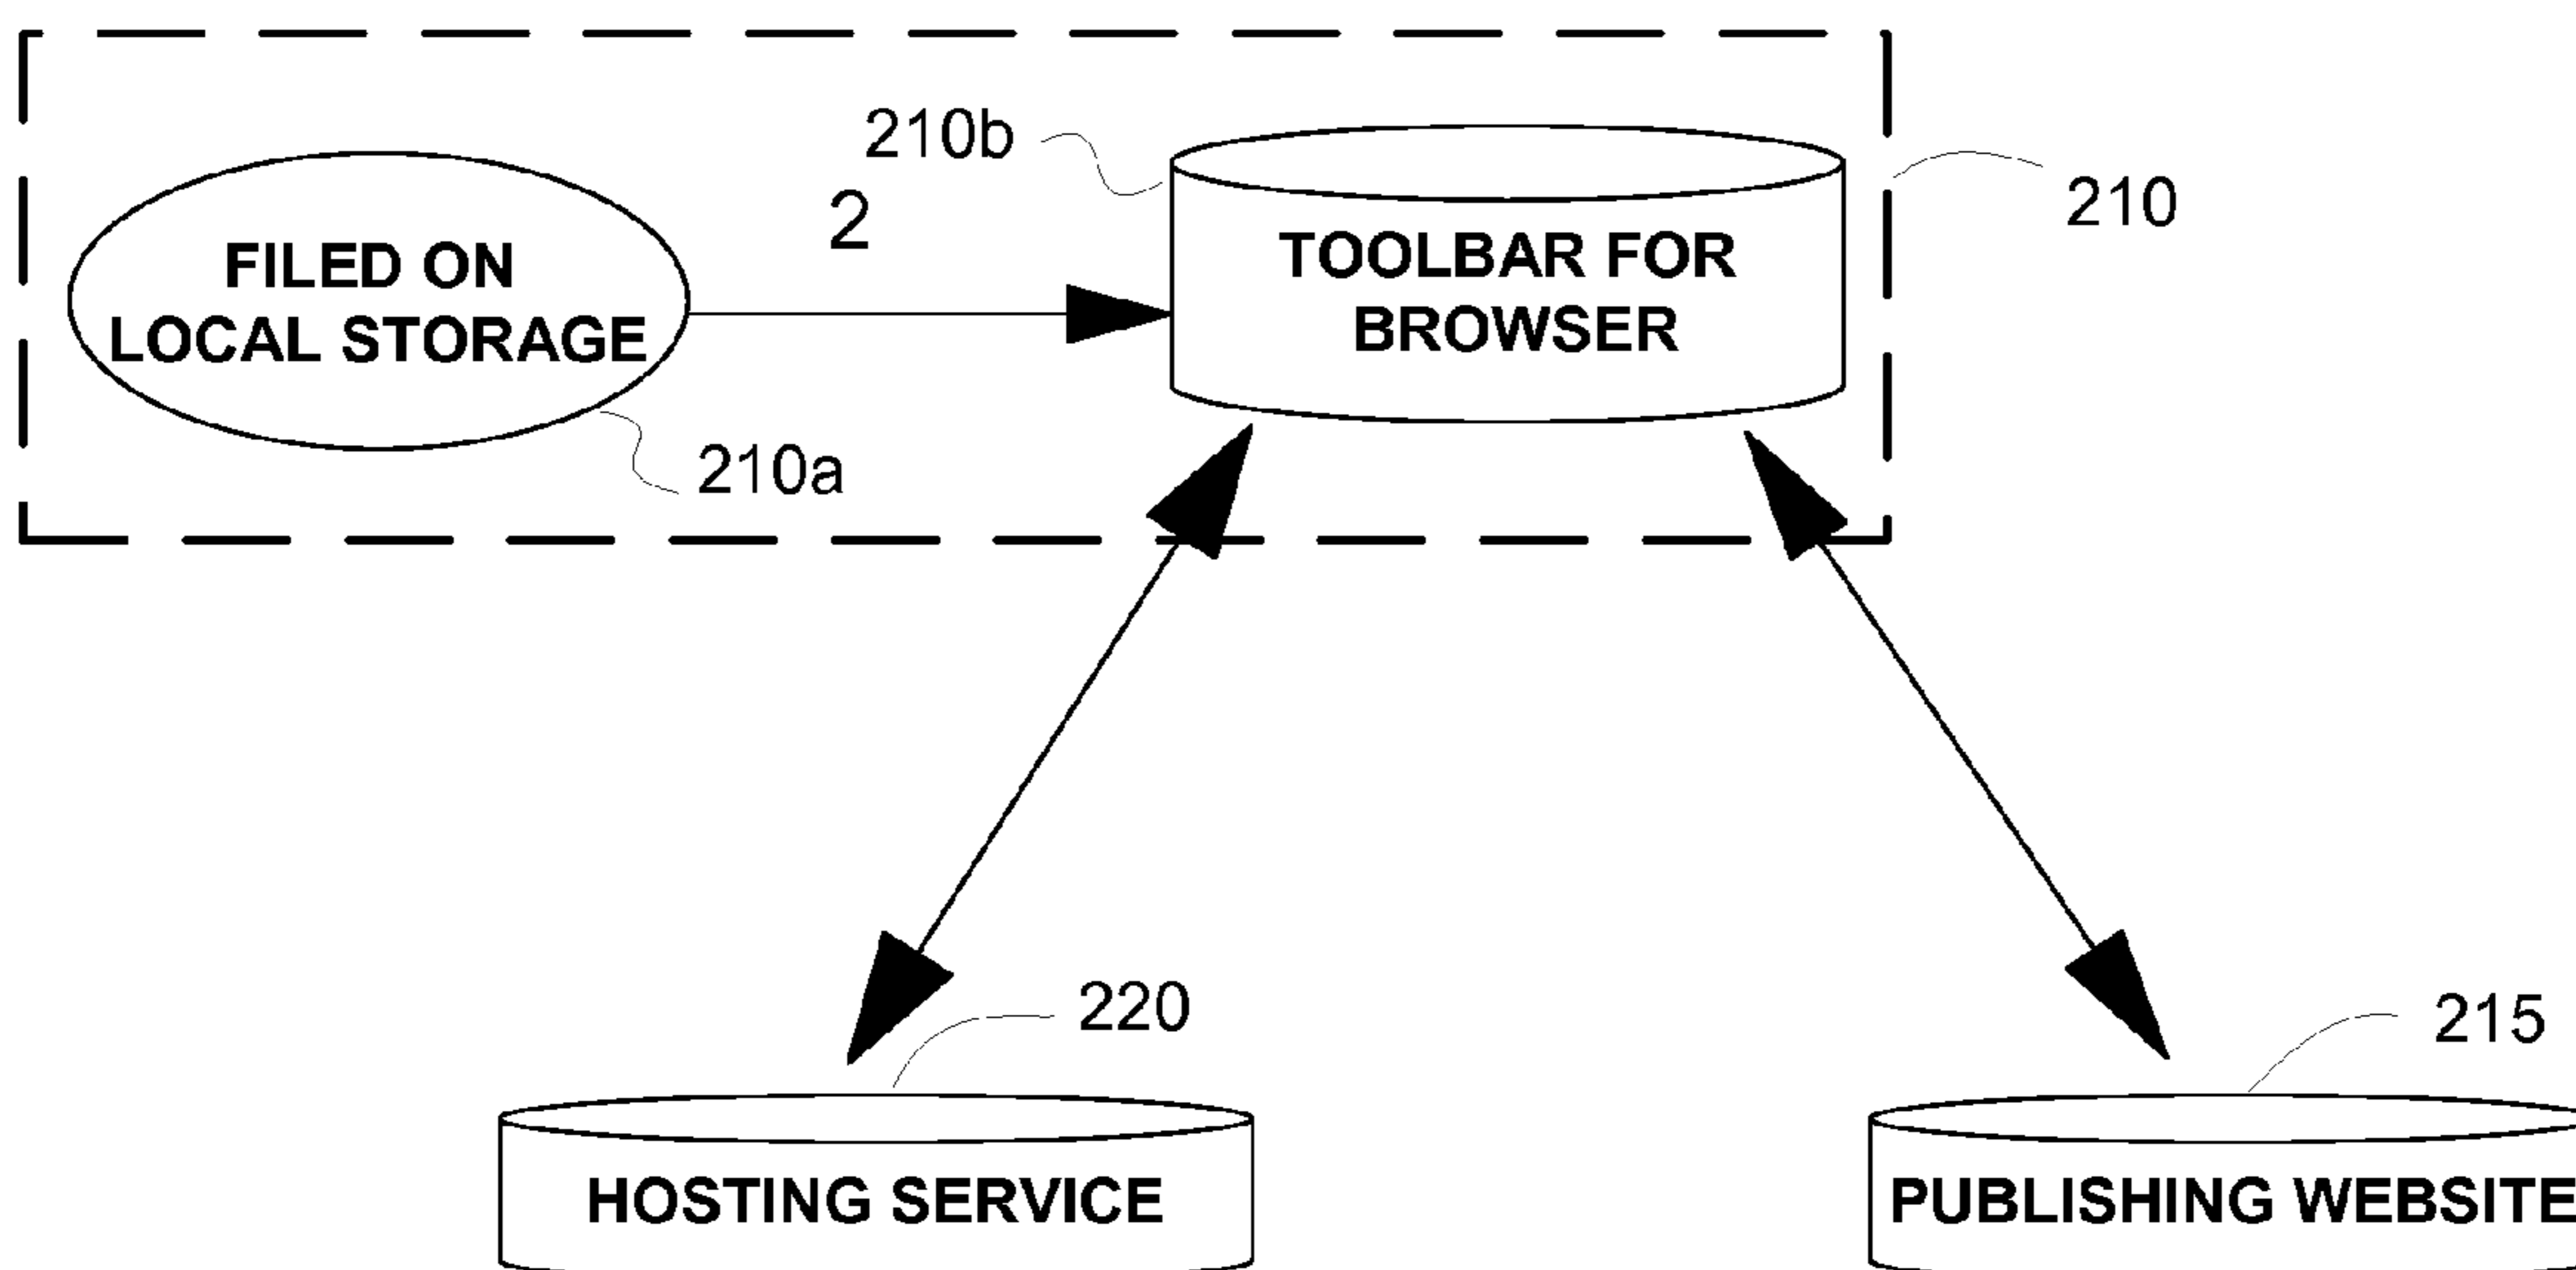 210b
2
210
FILED ON
LOCAL STORAGE
TOOLBAR FOR
BROWSER
210a
220
215
HOSTING SERVICE
PUBLISHING WEBSITE